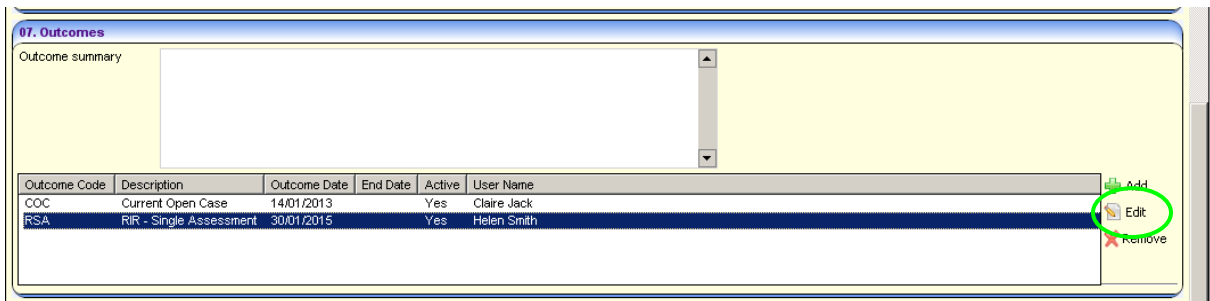 07. Outcomes
Outcome summary
Outcome Code Description Outcome Date End Date Active User Name
COC Current Open Case 14/01/2013 Yes Claire Jack
RSA RIR - Single Assessment 30/01/2015 Yes Helen Smith
Add
Edit
Remove